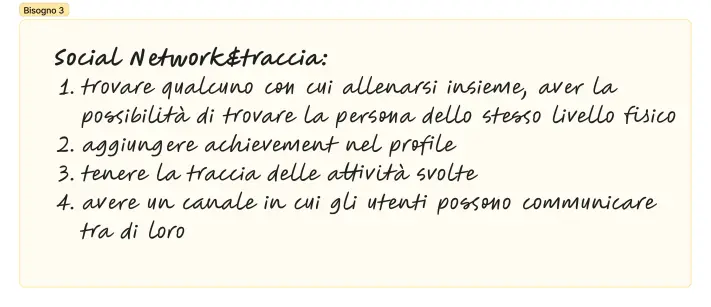 Bisogno 3
Social Network&traccia:
1. trovare qualcuno con cui allenarsi insieme, aver la
possibilità di trovare la persona dello stesso livello fisico
2. aggiungere achievement nel profile
3. tenere la traccia delle attività svolte
4. avere un canale in cui gli utenti possono communicare
tra di loro